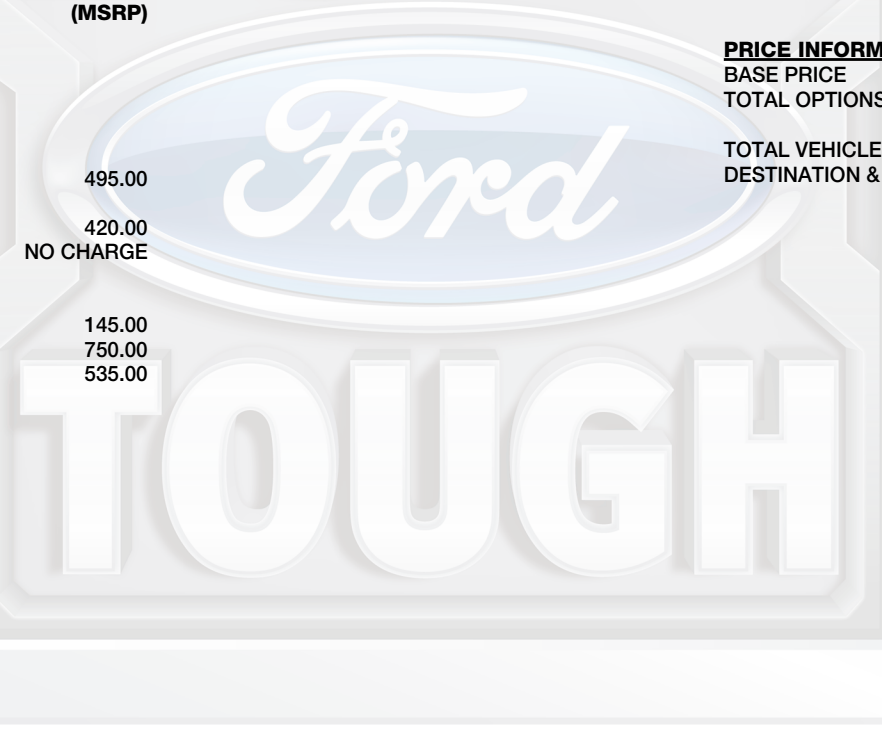 (MSRP)
495.00
420.00
NO CHARGE
145.00
750.00
535.00
PRICE INFORM
BASE PRICE
TOTAL OPTIONS
TOTAL VEHICLE
DESTINATION &
Ford
TOUGH